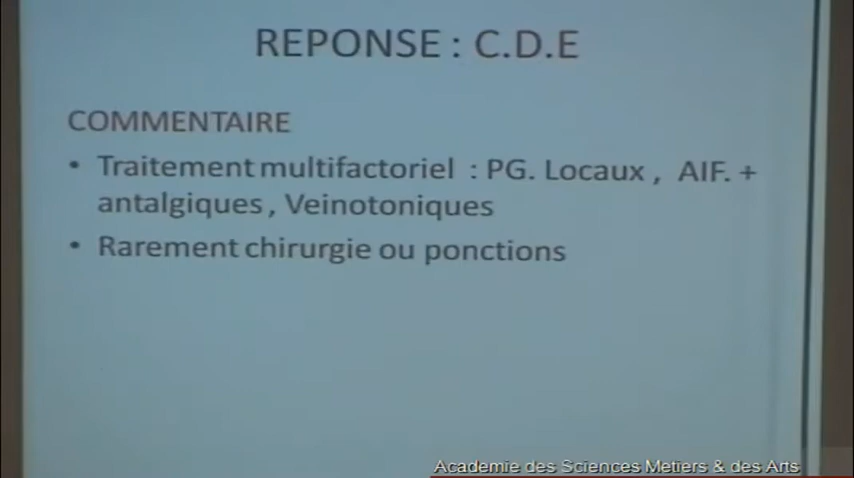 REPONSE : C.D.E
COMMENTAIRE
• Traitement multifactoriel : PG. Locaux , AIF. +
antalgiques , Veinotoniques
• Rarement chirurgie ou ponctions
Academie des Sciences Metiers & des Arts